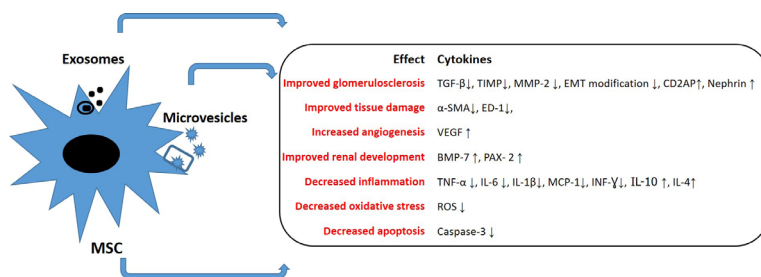 Exosomes
Microvesicles
MSC
Effect Cytokines
Improved glomerulosclerosis TGF-β↓, TIMP↓, MMP-2 ↓, EMT modification ↓, CD2AP↑, Nephrin ↑
Improved tissue damage α-SMA↓, ED-1↓,
Increased angiogenesis VEGF ↑
Improved renal development BMP-7 ↑, PAX- 2 ↑
Decreased inflammation TNF-α ↓, IL-6 ↓, IL-1β↓, MCP-1↓, INF-Ɣ↓, IL-10 ↑, IL-4↑
Decreased oxidative stress ROS ↓
Decreased apoptosis Caspase-3 ↓